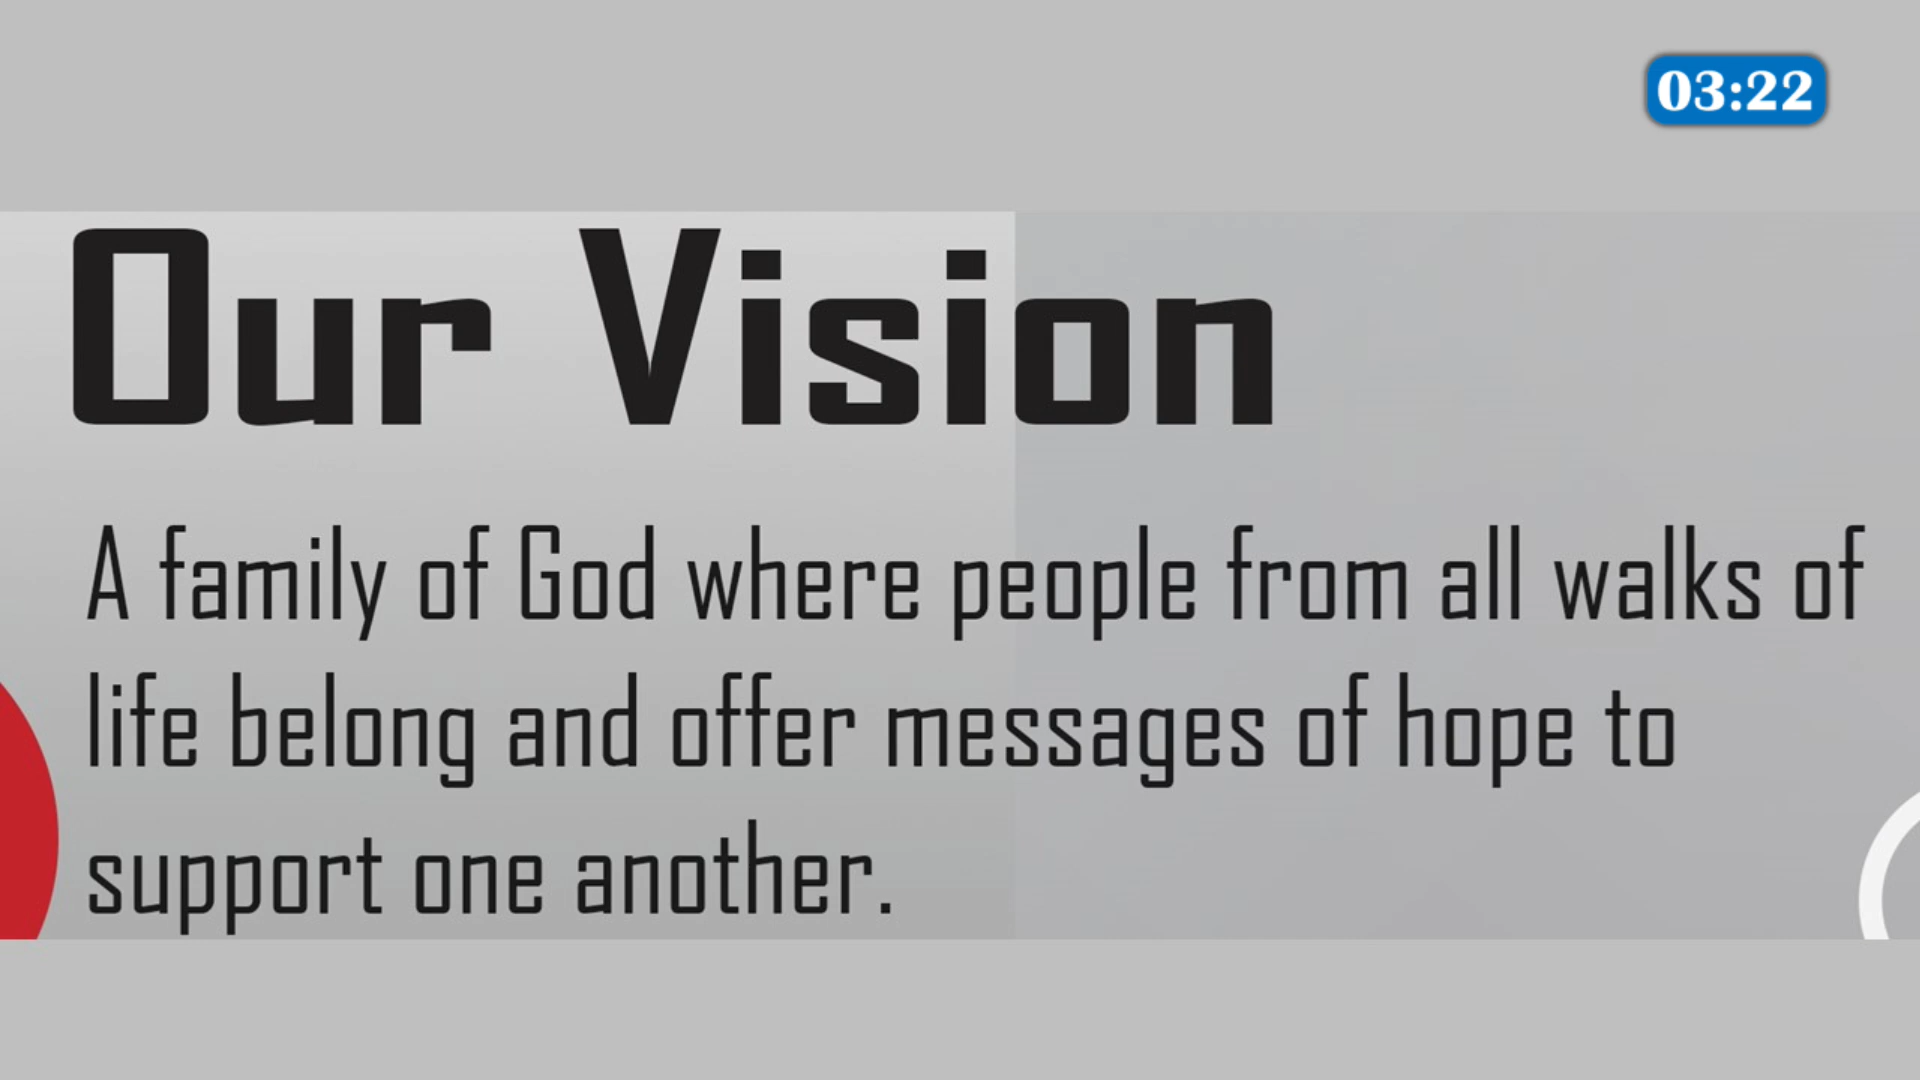 03:22
Our Vision
A family of God where people from all walks of
life belong and offer messages of hope to
support one another.